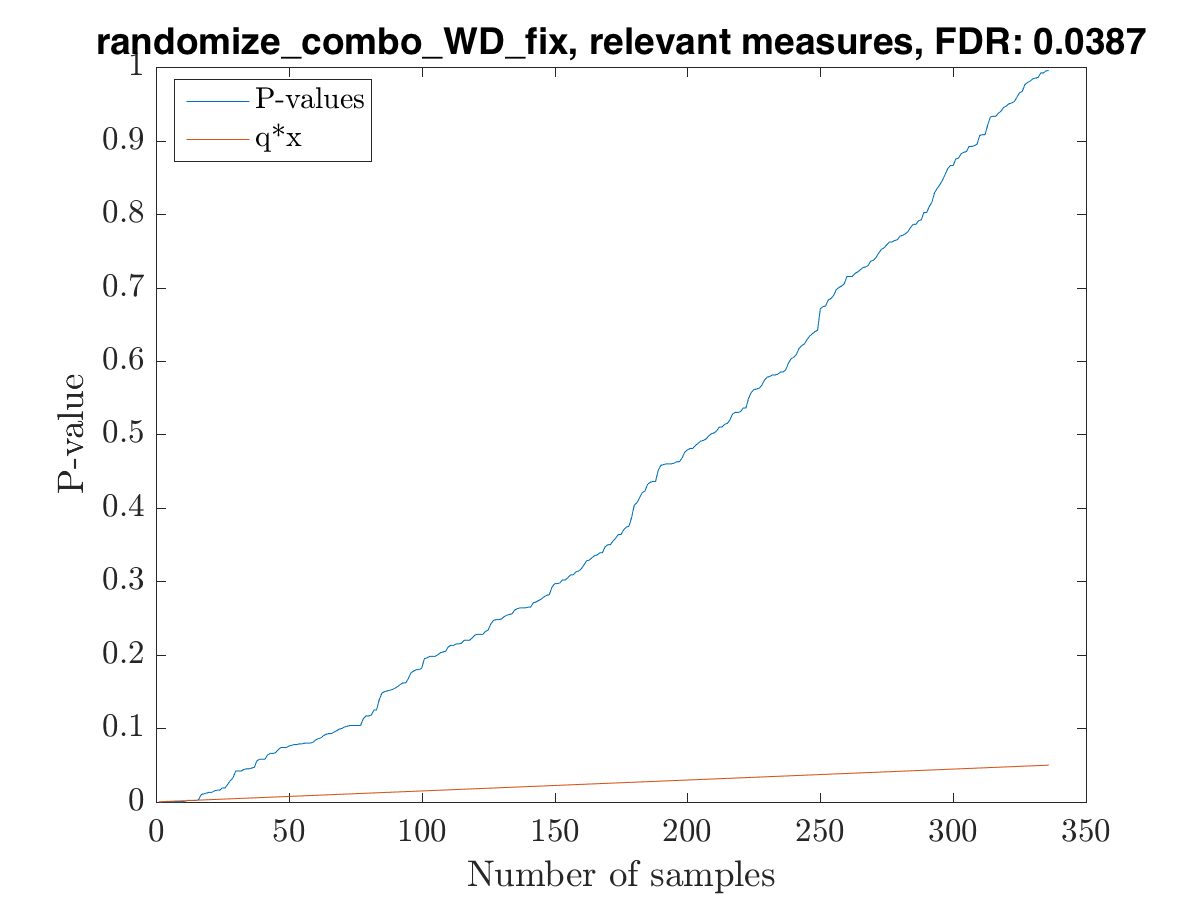 randomize_combo_WD_fix, relevant measures, FDR: 0.0387
1
P-values
q*x
0.9
0.8
0.7
0.6
0.5
0.4
0.3
0.2
0.1
0
P-value
0 50 100 150 200 250 300 350
Number of samples